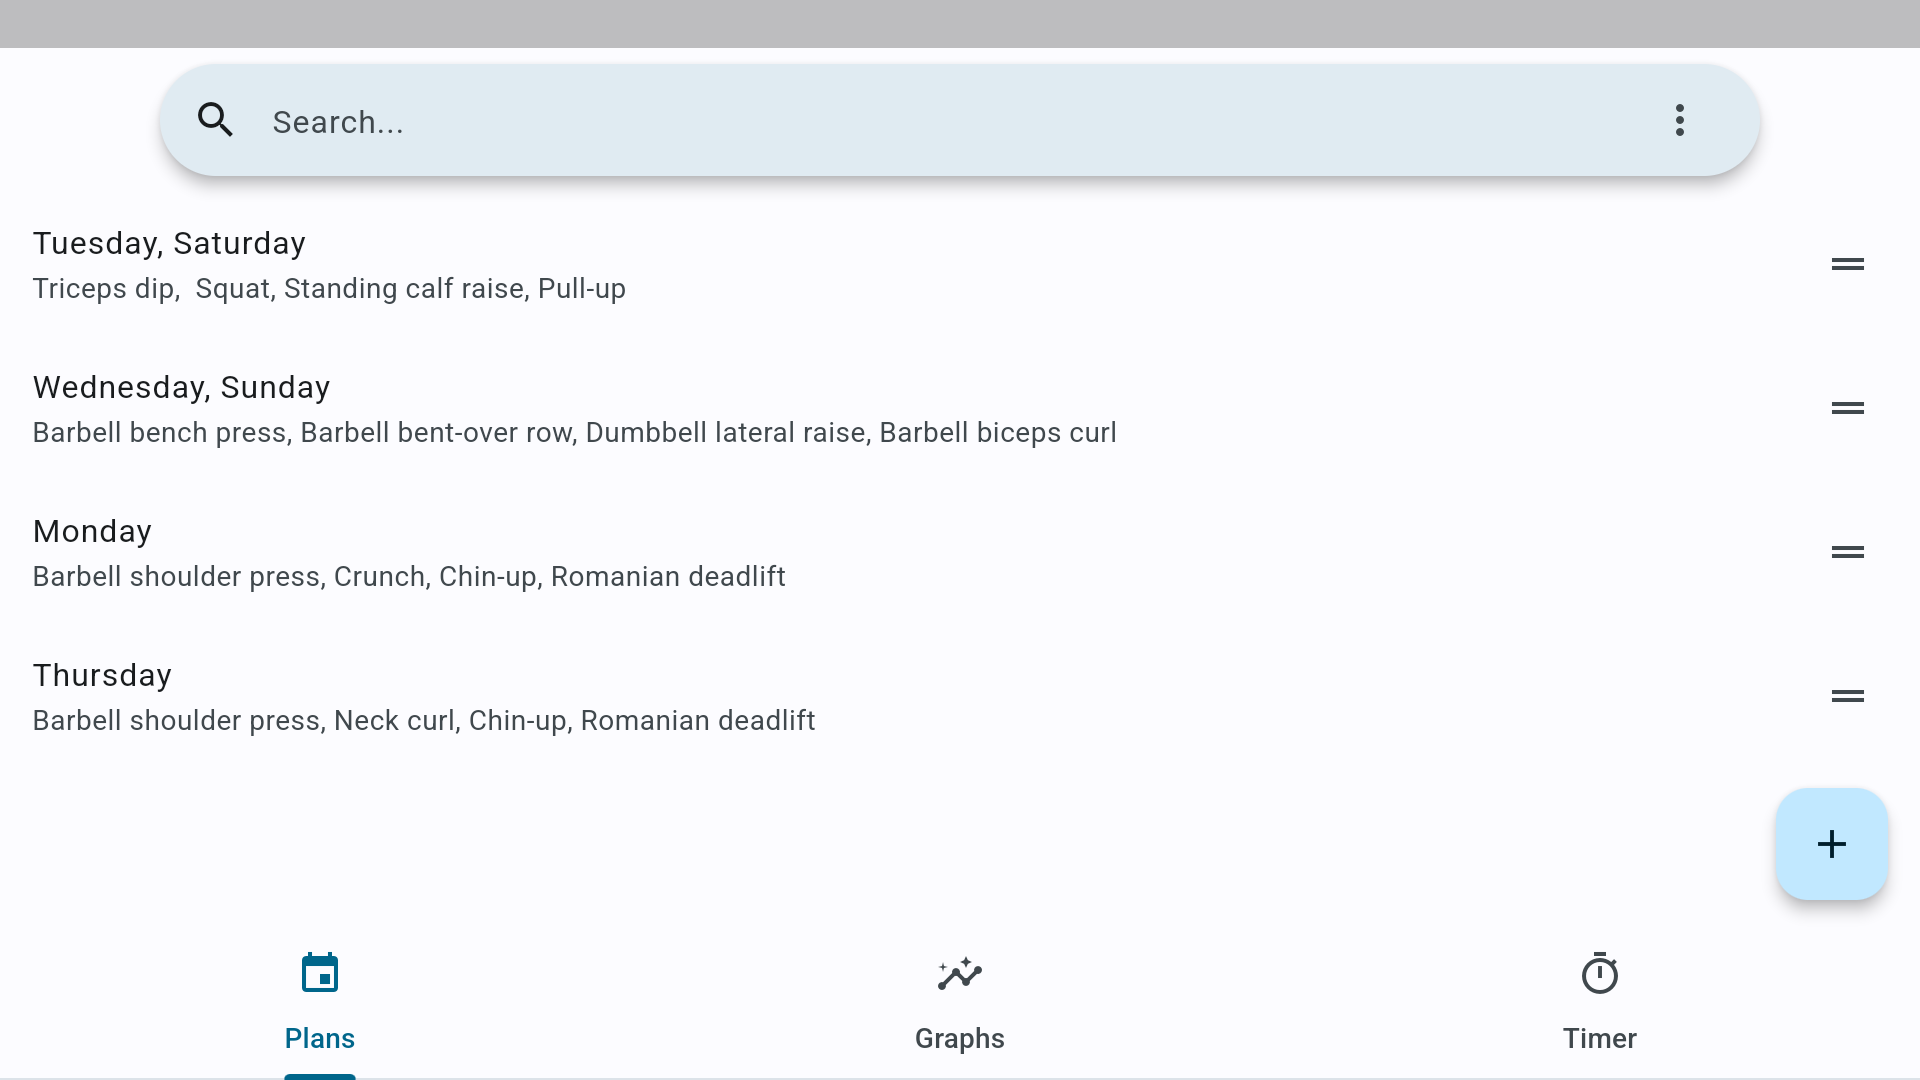 Search...
Tuesday, Saturday
Triceps dip,  Squat, Standing calf raise, Pull-up
Wednesday, Sunday
Barbell bench press, Barbell bent-over row, Dumbbell lateral raise, Barbell biceps curl
Monday
Barbell shoulder press, Crunch, Chin-up, Romanian deadlift
Thursday
Barbell shoulder press, Neck curl, Chin-up, Romanian deadlift
Plans
Graphs
Timer